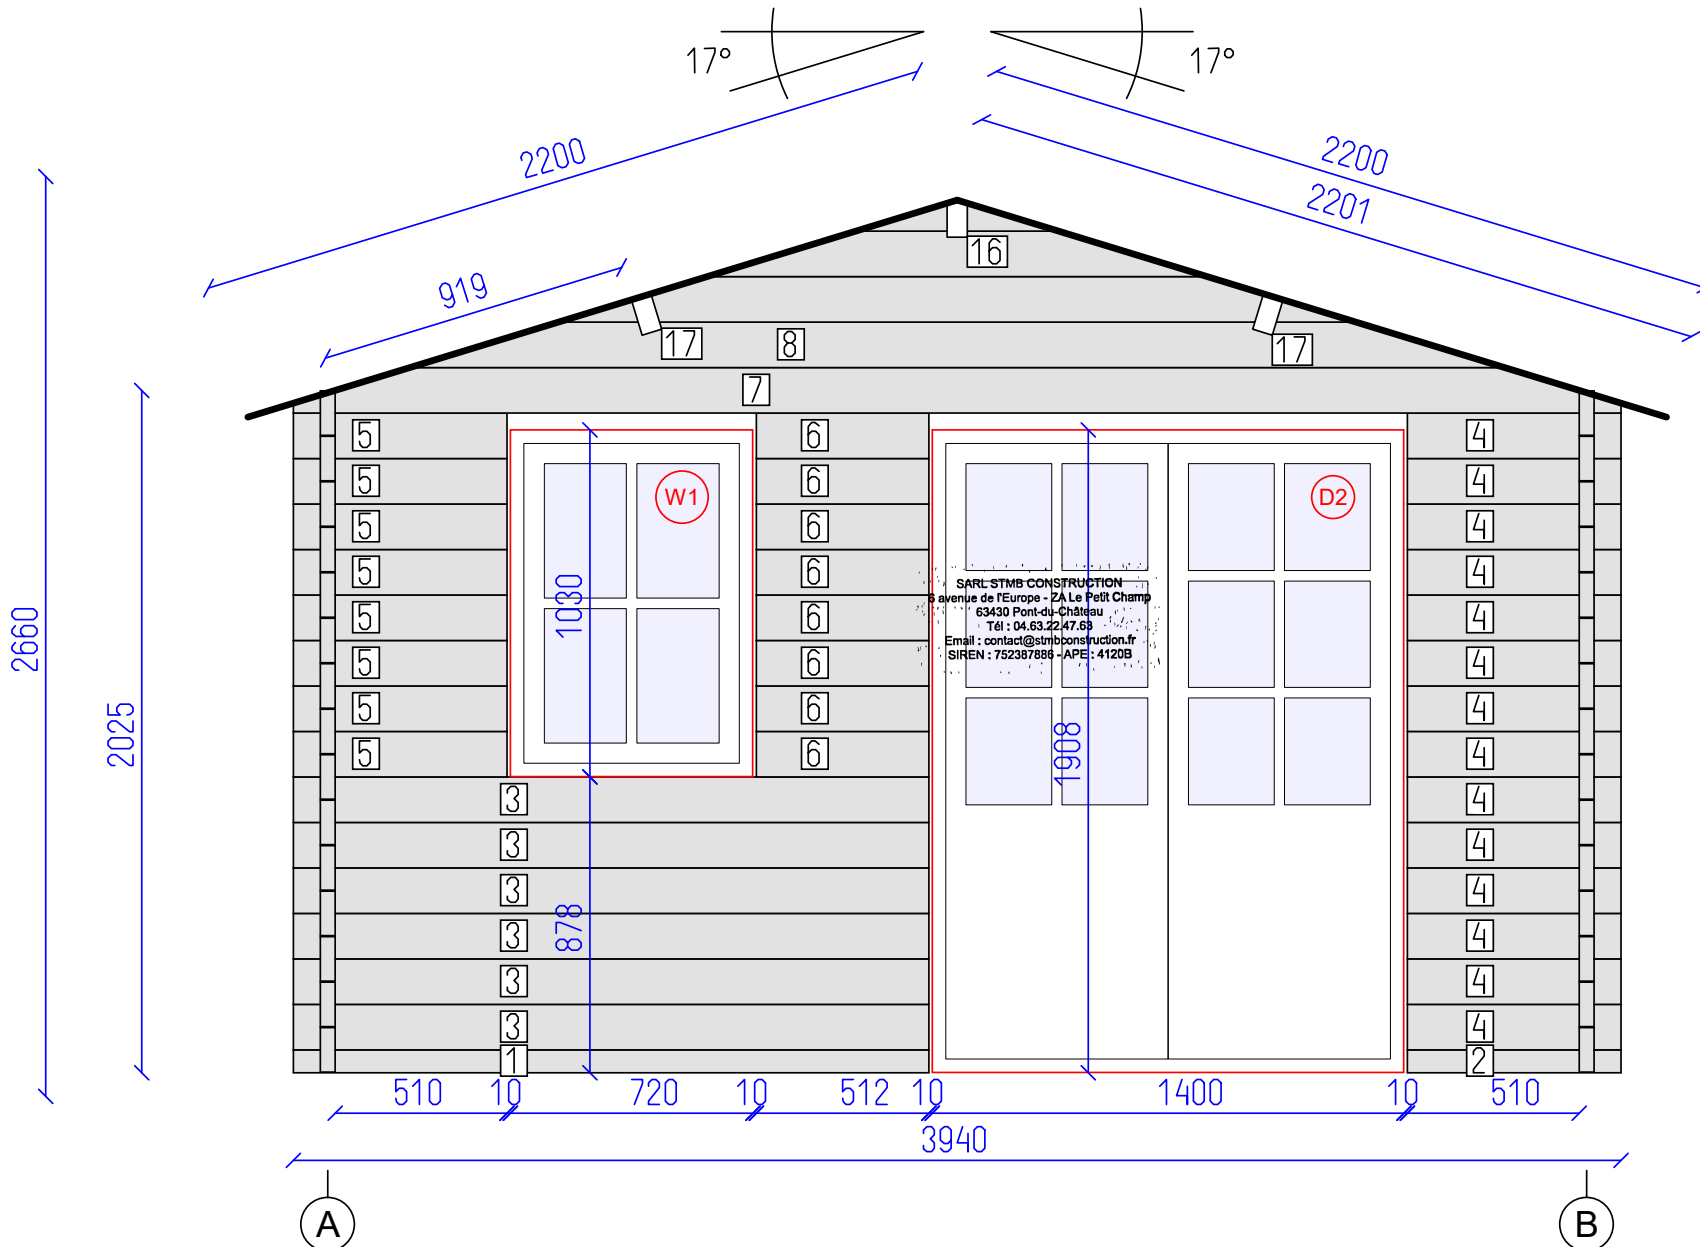 17° 17°
2200 2200
2201
919
2660
2025
16
17 8 17
7
5 6 4
W1 D2
5 6 4
5 6 4
5 6 4
5 6 4
5 6 4
5 6 4
5 6 4
1030
1908
878
SARL STMB CONSTRUCTION
6 avenue de l'Europe - ZA Le Petit Champ
63430 Pont-du-Château
Tél : 04.63.22.47.63
Email : contact@stmbconstruction.fr
SIREN : 752387886 - APE : 4120B
3 4
3 4
3 4
3 4
3 4
3 4
1 2
510 10 720 10 512 10 1400 10 510
3940
A B